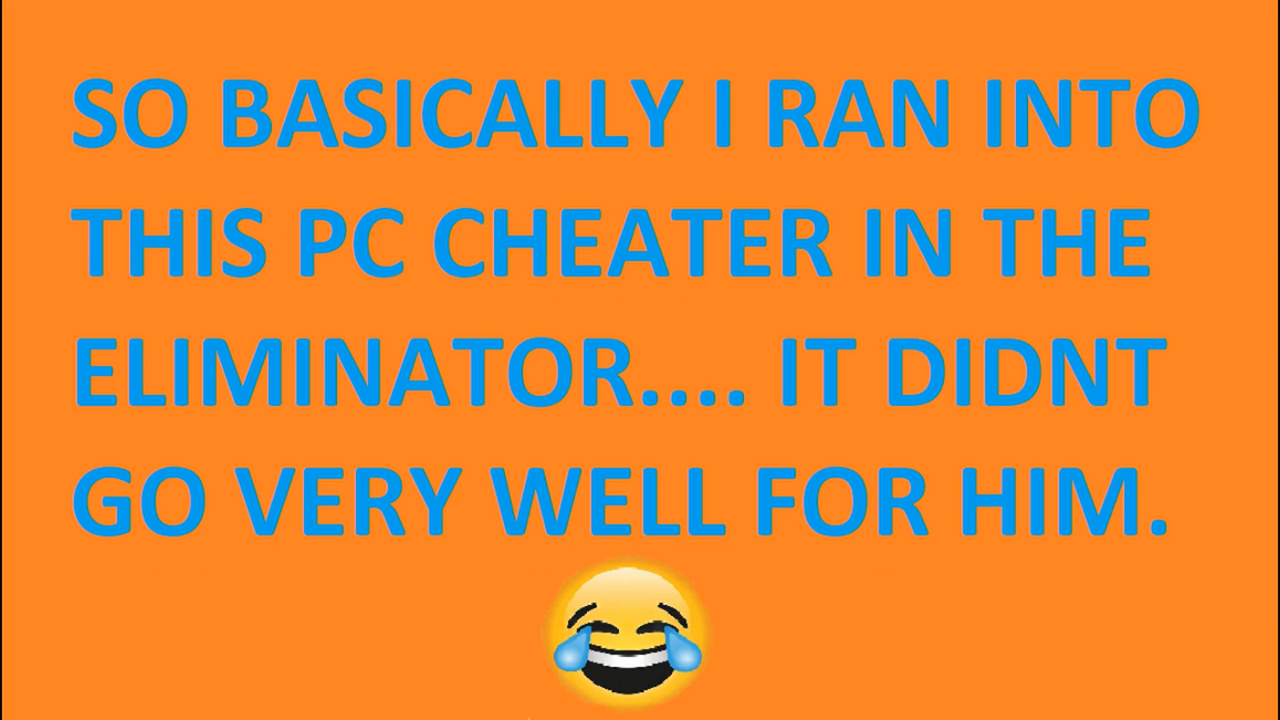 SO BASICALLY I RAN INTO
THIS PC CHEATER IN THE
ELIMINATOR.... IT DIDNT
GO VERY WELL FOR HIM.